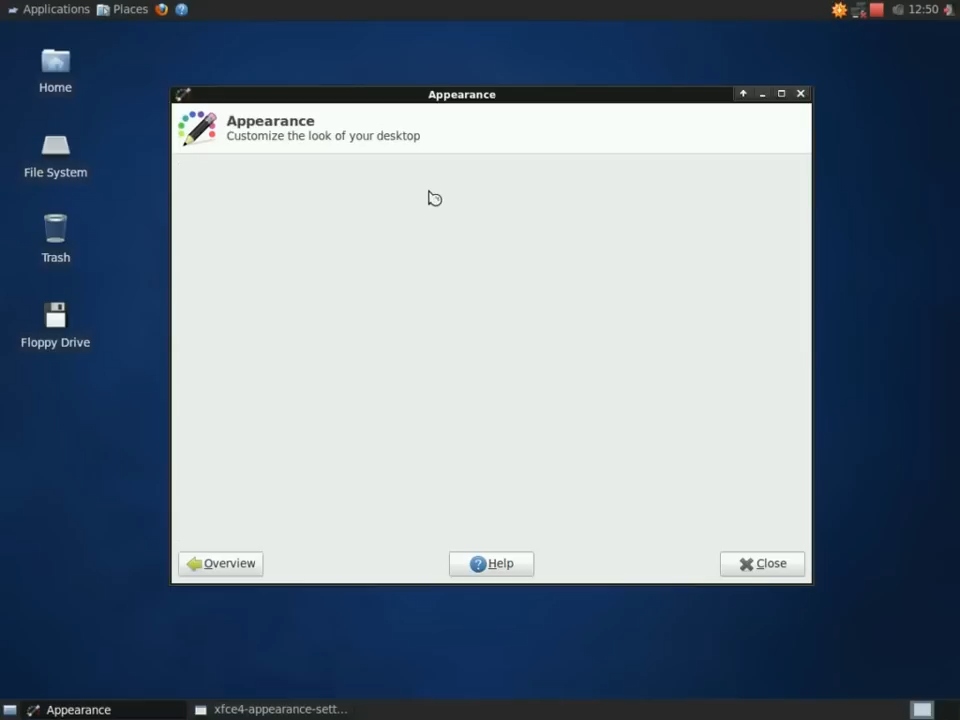 Applications Places 12:50
Home
File System
Trash
Floppy Drive
Appearance
Appearance
Customize the look of your desktop
Overview Help Close
Appearance xfce4-appearance-sett...